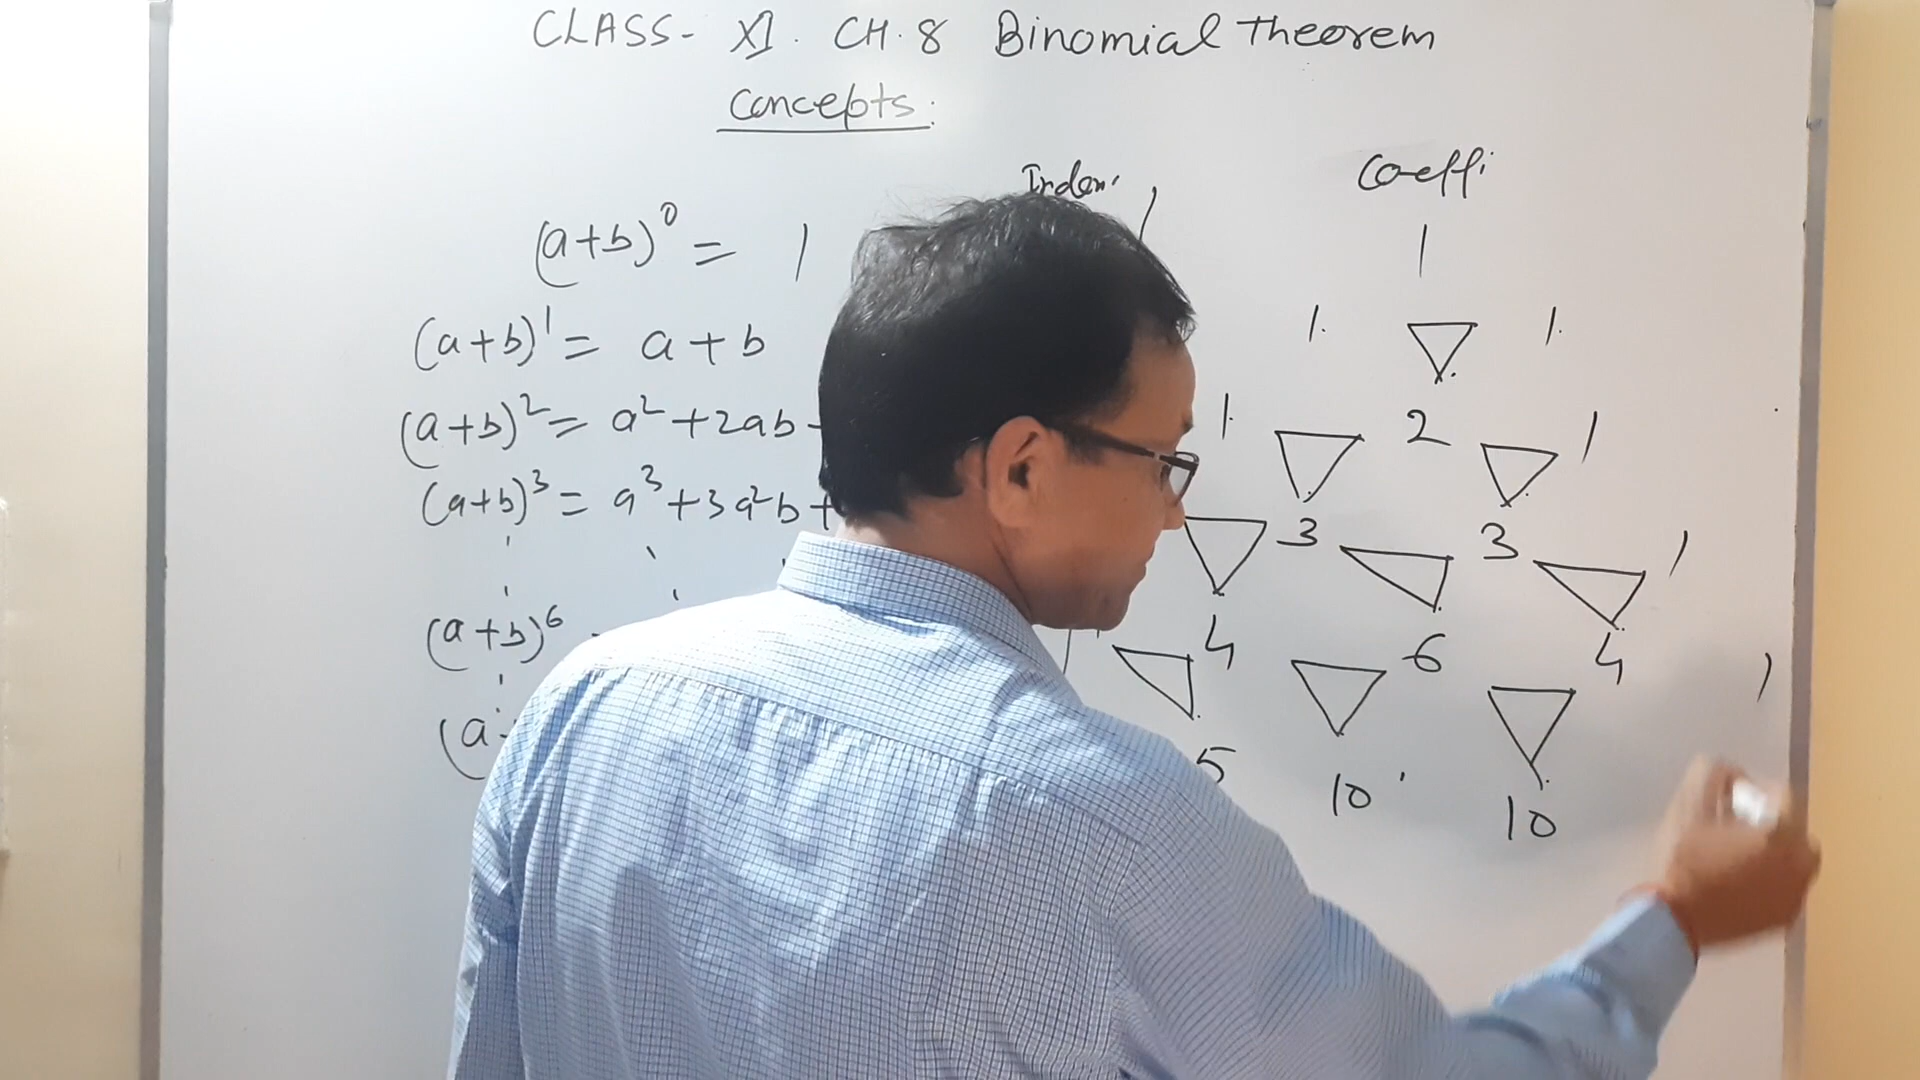 CLASS - XI. CH. 8 Binomial Theorem
Concepts:
Index. Coeffi
(a+b)⁰ = 1 1
(a+b)¹ = a + b 1. 1.
(a+b)² = a² + 2ab 1 2 1
(a+b)³ = a³ + 3a²b + 3 3 1
(a+b)⁶ 1 4 6 4 1
(a 5 10 10